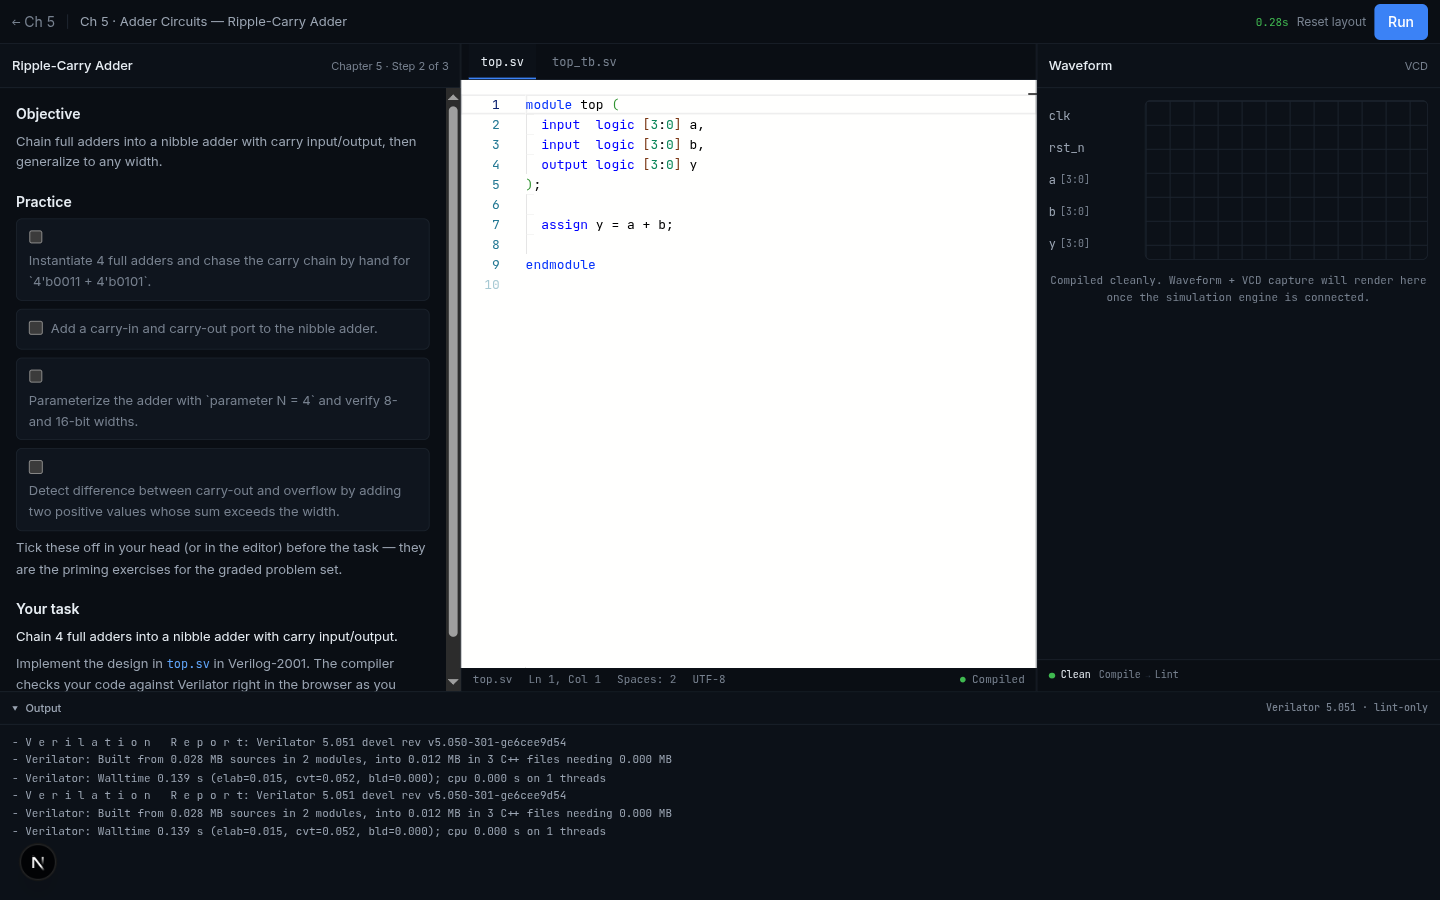 ← Ch 5
Ch 5 · Adder Circuits — Ripple-Carry Adder
0.28s
Reset layout
Run
Ripple-Carry Adder
Chapter 5 · Step 2 of 3
Objective
Chain full adders into a nibble adder with carry input/output, then
generalize to any width.
Practice
Instantiate 4 full adders and chase the carry chain by hand for
`4'b0011 + 4'b0101`.
Add a carry-in and carry-out port to the nibble adder.
Parameterize the adder with `parameter N = 4` and verify 8-
and 16-bit widths.
Detect difference between carry-out and overflow by adding
two positive values whose sum exceeds the width.
Tick these off in your head (or in the editor) before the task — they
are the priming exercises for the graded problem set.
Your task
Chain 4 full adders into a nibble adder with carry input/output.
Implement the design in top.sv in Verilog-2001. The compiler
checks your code against Verilator right in the browser as you
top.sv
top_tb.sv
1 module top (
2   input  logic [3:0] a,
3   input  logic [3:0] b,
4   output logic [3:0] y
5 );
6
7   assign y = a + b;
8
9 endmodule
10
top.sv
Ln 1, Col 1
Spaces: 2
UTF-8
Compiled
Waveform
VCD
clk
rst_n
a [3:0]
b [3:0]
y [3:0]
Compiled cleanly. Waveform + VCD capture will render here
once the simulation engine is connected.
Clean Compile · Lint
▾ Output
Verilator 5.051 · lint-only
- V e r i l a t i o n   R e p o r t: Verilator 5.051 devel rev v5.050-301-ge6cee9d54
- Verilator: Built from 0.028 MB sources in 2 modules, into 0.012 MB in 3 C++ files needing 0.000 MB
- Verilator: Walltime 0.139 s (elab=0.015, cvt=0.052, bld=0.000); cpu 0.000 s on 1 threads
- V e r i l a t i o n   R e p o r t: Verilator 5.051 devel rev v5.050-301-ge6cee9d54
- Verilator: Built from 0.028 MB sources in 2 modules, into 0.012 MB in 3 C++ files needing 0.000 MB
- Verilator: Walltime 0.139 s (elab=0.015, cvt=0.052, bld=0.000); cpu 0.000 s on 1 threads
N